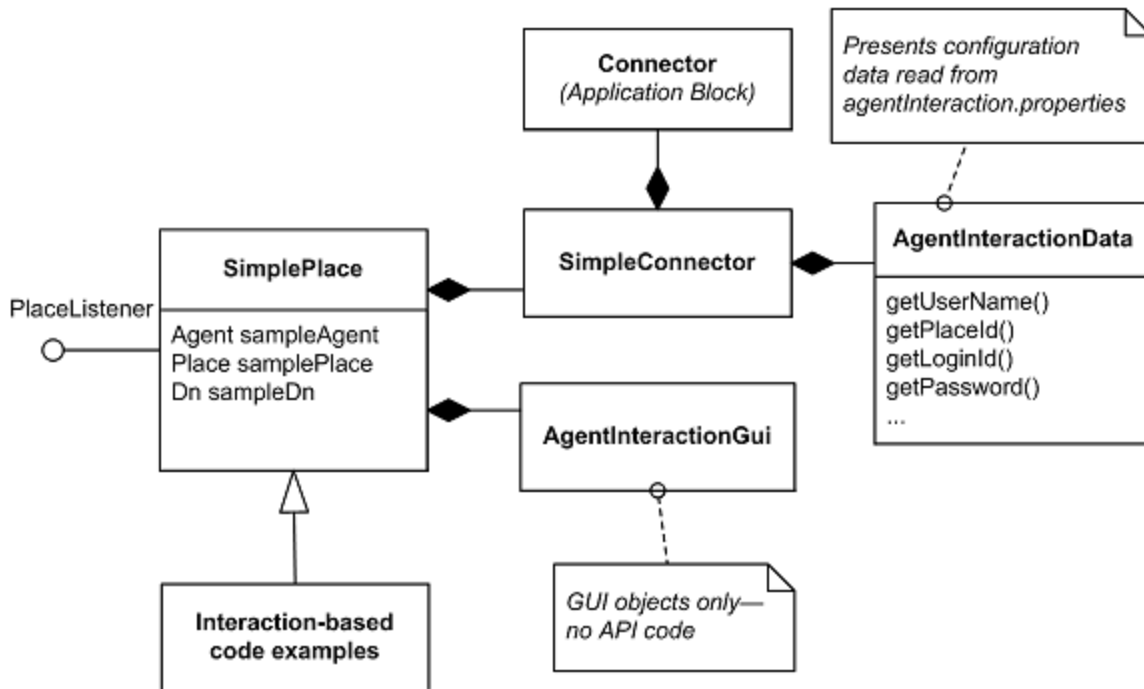 Connector
(Application Block)
Presents configuration
data read from
agentInteraction.properties
SimplePlace
SimpleConnector
AgentInteractionData
PlaceListener
Agent sampleAgent
Place samplePlace
Dn sampleDn
getUserName()
getPlaceId()
getLoginId()
getPassword()
...
AgentInteractionGui
Interaction-based
code examples
GUI objects only—
no API code